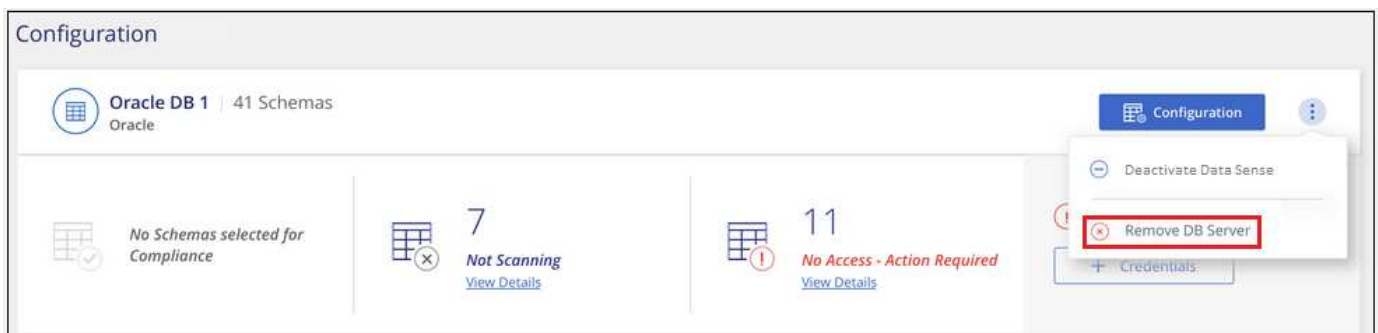 Configuration
Oracle DB 1 | 41 Schemas
Oracle
Configuration
Deactivate Data Sense
Remove DB Server
No Schemas selected for
Compliance
7
Not Scanning
View Details
11
No Access - Action Required
View Details
+ Credentials